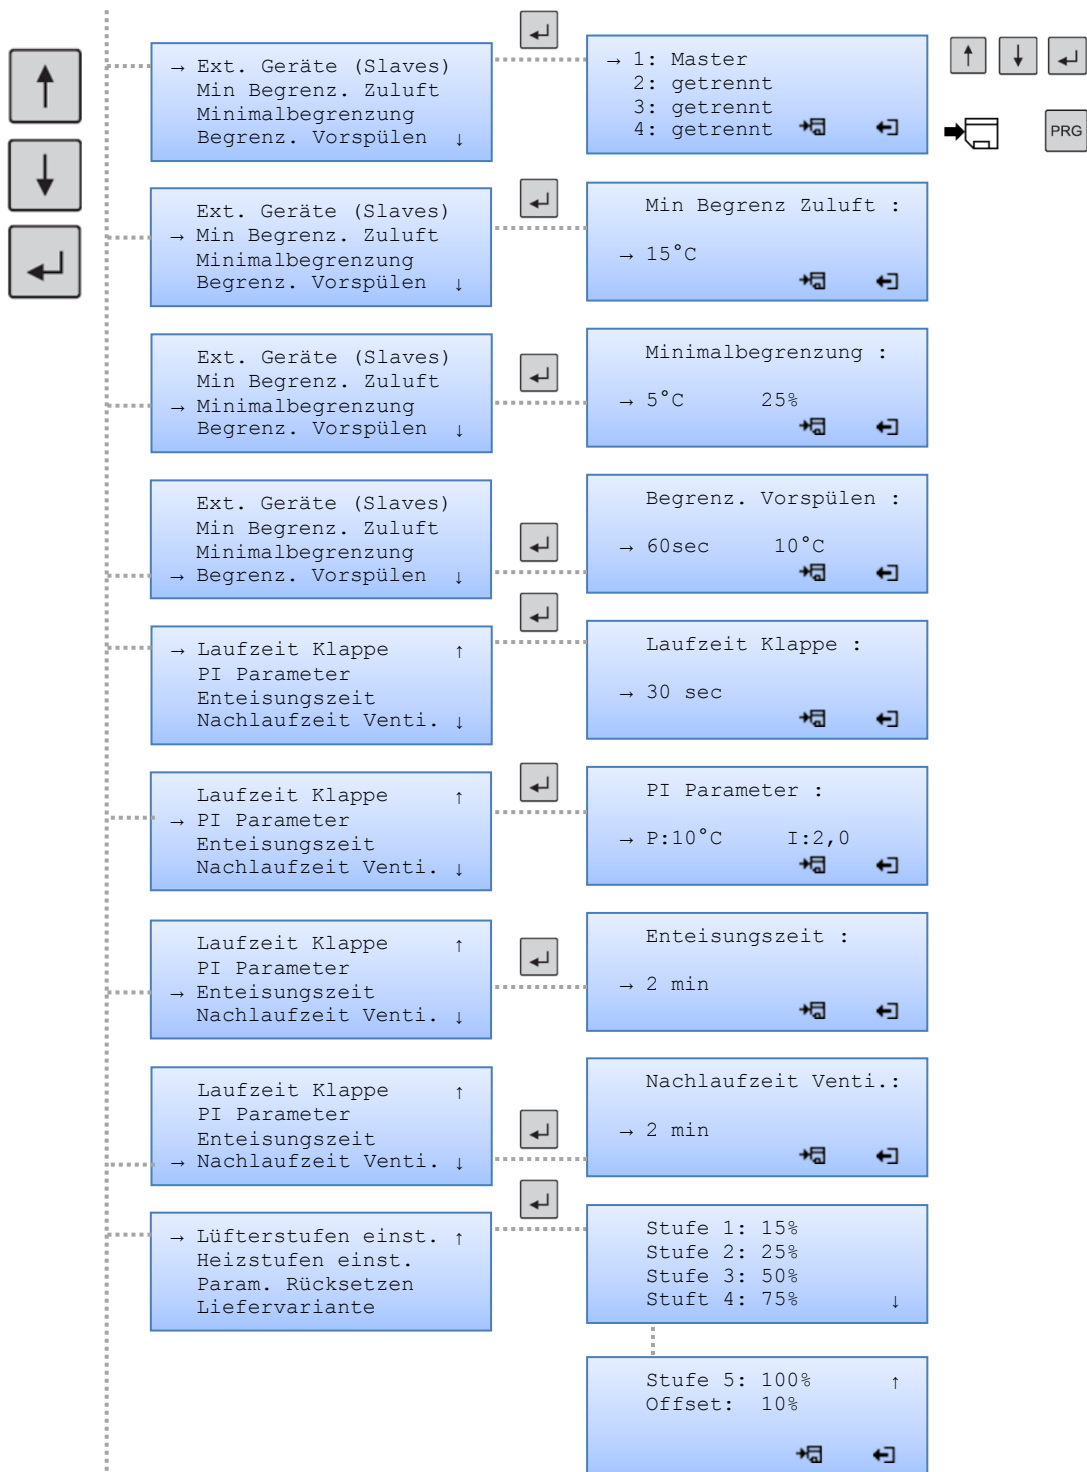 → Ext. Geräte (Slaves)
Min Begrenz. Zuluft
Minimalbegrenzung
Begrenz. Vorspülen ↓
→ 1: Master
2: getrennt
3: getrennt
4: getrennt
PRG
Ext. Geräte (Slaves)
→ Min Begrenz. Zuluft
Minimalbegrenzung
Begrenz. Vorspülen ↓
Min Begrenz Zuluft :
→ 15°C
Ext. Geräte (Slaves)
Min Begrenz. Zuluft
→ Minimalbegrenzung
Begrenz. Vorspülen ↓
Minimalbegrenzung :
→ 5°C 25%
Ext. Geräte (Slaves)
Min Begrenz. Zuluft
Minimalbegrenzung
→ Begrenz. Vorspülen ↓
Begrenz. Vorspülen :
→ 60sec 10°C
→ Laufzeit Klappe ↑
PI Parameter
Enteisungszeit
Nachlaufzeit Venti. ↓
Laufzeit Klappe :
→ 30 sec
Laufzeit Klappe ↑
→ PI Parameter
Enteisungszeit
Nachlaufzeit Venti. ↓
PI Parameter :
→ P:10°C I:2,0
Laufzeit Klappe ↑
PI Parameter
→ Enteisungszeit
Nachlaufzeit Venti. ↓
Enteisungszeit :
→ 2 min
Laufzeit Klappe ↑
PI Parameter
Enteisungszeit
→ Nachlaufzeit Venti. ↓
Nachlaufzeit Venti.:
→ 2 min
→ Lüfterstufen einst. ↑
Heizstufen einst.
Param. Rücksetzen
Liefervariante
Stufe 1: 15%
Stufe 2: 25%
Stufe 3: 50%
Stuft 4: 75% ↓
Stufe 5: 100% ↑
Offset: 10%